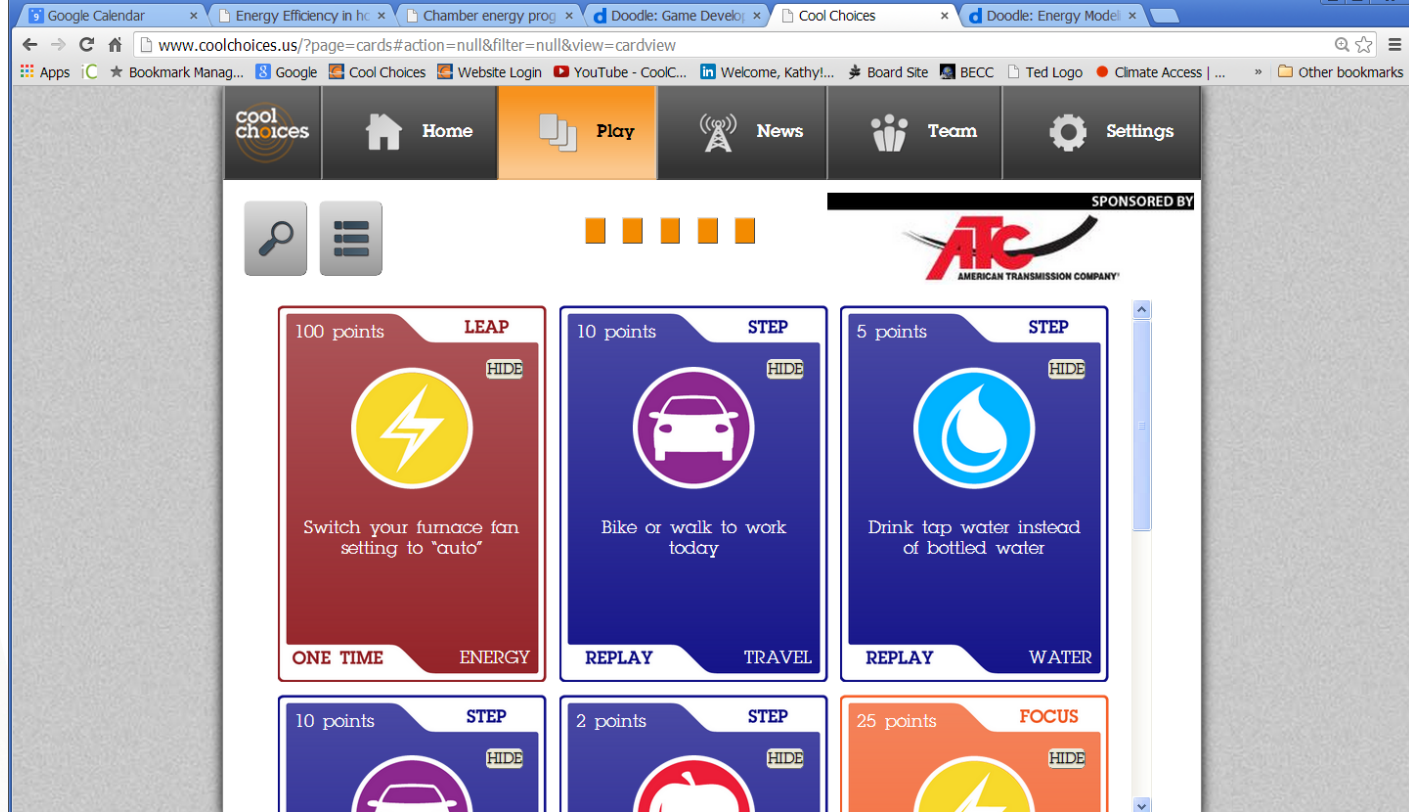 Google Calendar
Energy Efficiency in ho
Chamber energy prog
Doodle: Game Develop
Cool Choices
Doodle: Energy Modeli
www.coolchoices.us/?page=cards#action=null&filter=null&view=cardview
Apps
iC
Bookmark Manag...
Google
Cool Choices
Website Login
YouTube - CoolC...
Welcome, Kathy!...
Board Site
BECC
Ted Logo
Climate Access | ...
»
Other bookmarks
cool
choices
Home
Play
News
Team
Settings
SPONSORED BY
ATC
AMERICAN TRANSMISSION COMPANY
100 points
LEAP
HIDE
Switch your furnace fan
setting to "auto"
ONE TIME
ENERGY
10 points
STEP
HIDE
Bike or walk to work
today
REPLAY
TRAVEL
5 points
STEP
HIDE
Drink tap water instead
of bottled water
REPLAY
WATER
10 points
STEP
HIDE
2 points
STEP
HIDE
25 points
FOCUS
HIDE